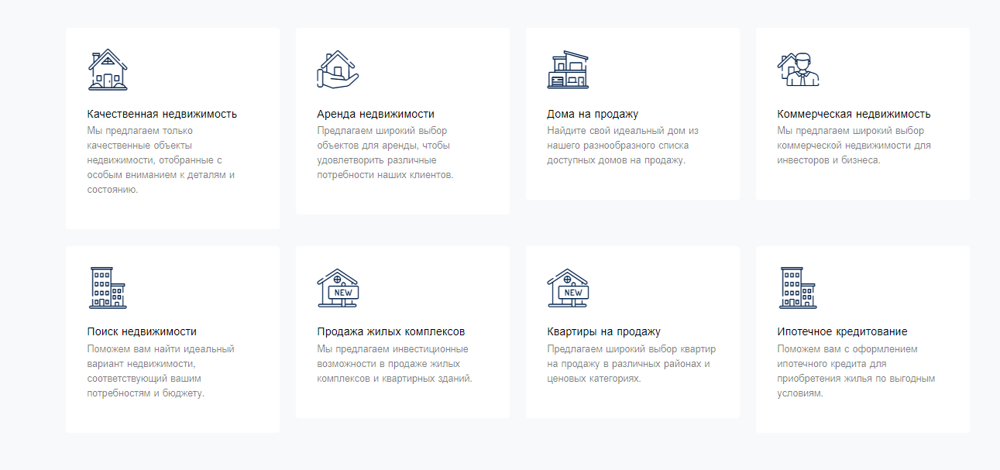 Качественная недвижимость
Мы предлагаем только
качественные объекты
недвижимости, отобранные с
особым вниманием к деталям и
состоянию.
Аренда недвижимости
Предлагаем широкий выбор
объектов для аренды, чтобы
удовлетворить различные
потребности наших клиентов.
Дома на продажу
Найдите свой идеальный дом из
нашего разнообразного списка
доступных домов на продажу.
Коммерческая недвижимость
Мы предлагаем широкий выбор
коммерческой недвижимости для
инвесторов и бизнеса.
Поиск недвижимости
Поможем вам найти идеальный
вариант недвижимости,
соответствующий вашим
потребностям и бюджету.
NEW
Продажа жилых комплексов
Мы предлагаем инвестиционные
возможности в продаже жилых
комплексов и квартирных зданий.
NEW
Квартиры на продажу
Предлагаем широкий выбор квартир
на продажу в различных районах и
ценовых категориях.
Ипотечное кредитование
Поможем вам с оформлением
ипотечного кредита для
приобретения жилья по выгодным
условиям.